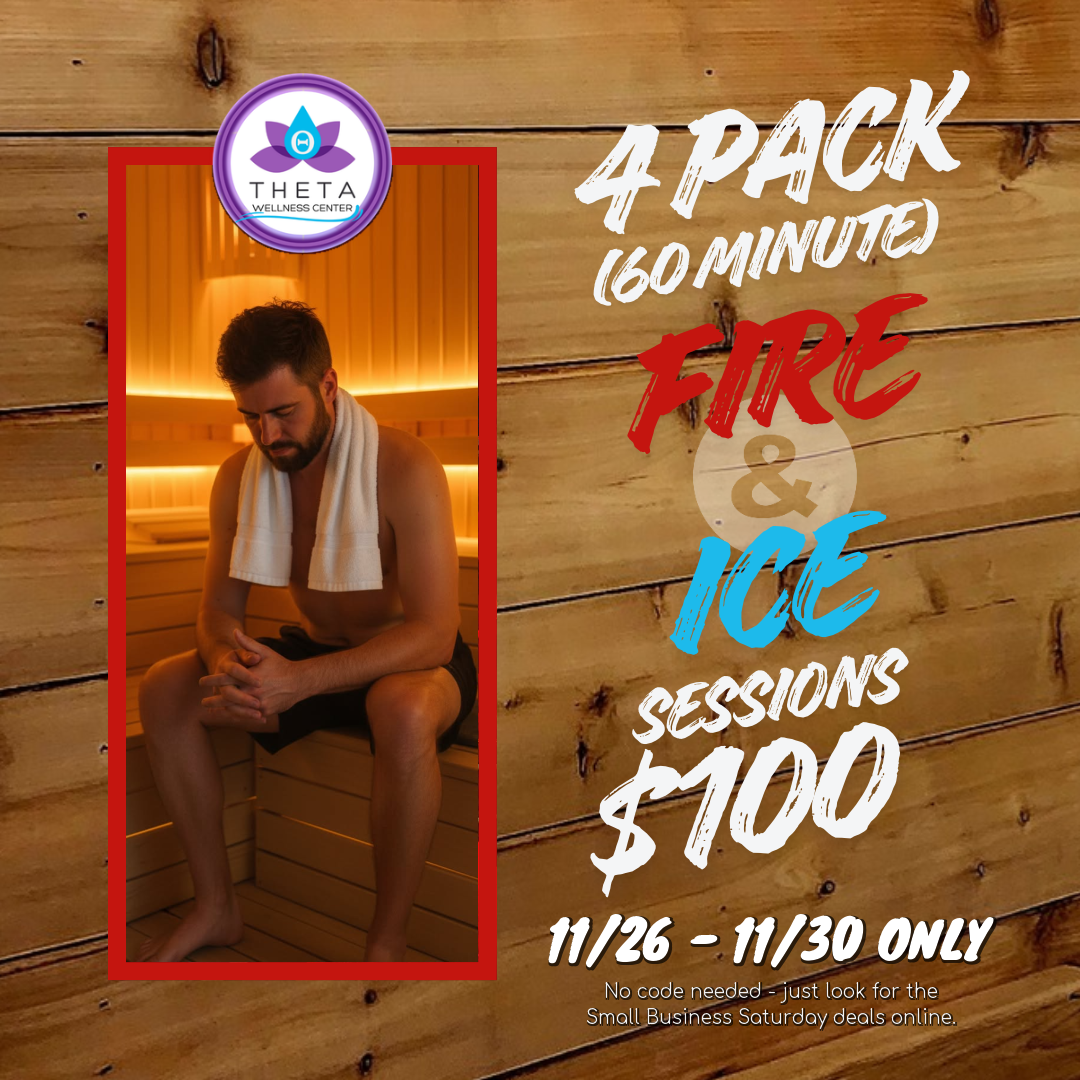 THETA
WELLNESS CENTER
4 PACK
(60 MINUTE)
FIRE
&
ICE
SESSIONS
$100
11/26 - 11/30 ONLY
No code needed - just look for the
Small Business Saturday deals online.